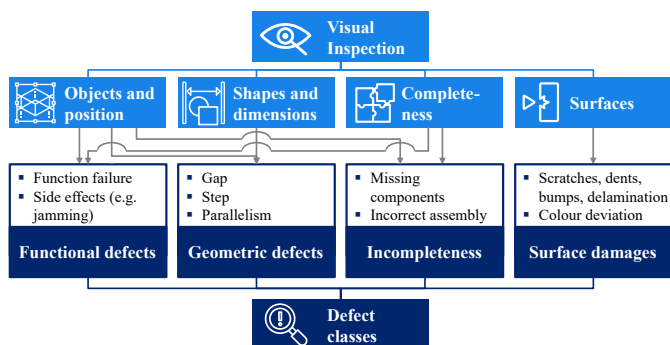 Visual
Inspection
Objects and
position
Shapes and
dimensions
Complete-
ness
Surfaces
▪ Function failure
▪ Side effects (e.g.
jamming)
Functional defects
▪ Gap
▪ Step
▪ Parallelism
Geometric defects
▪ Missing
components
▪ Incorrect assembly
Incompleteness
▪ Scratches, dents,
bumps, delamination
▪ Colour deviation
Surface damages
Defect
classes